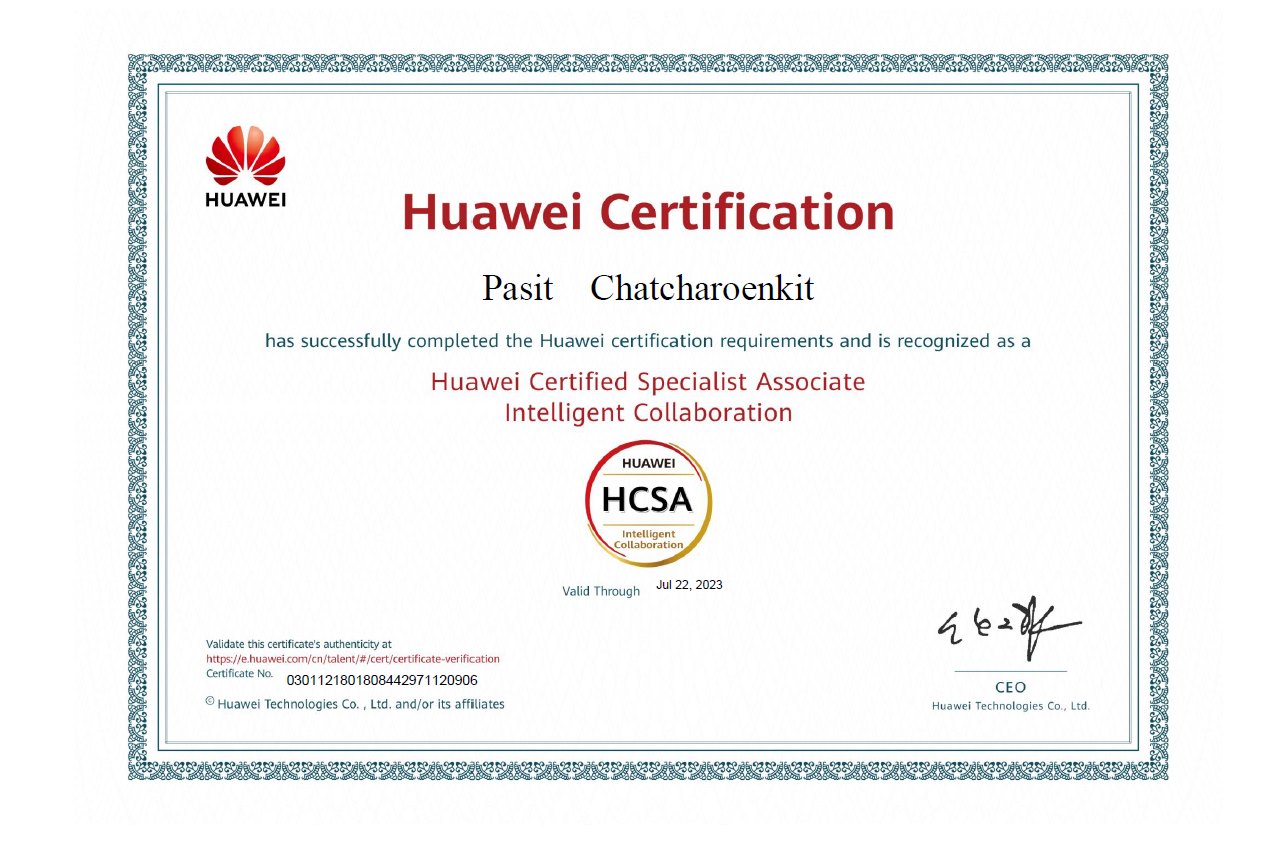 HUAWEI
Huawei Certification
Pasit Chatcharoenkit
has successfully completed the Huawei certification requirements and is recognized as a
Huawei Certified Specialist Associate
Intelligent Collaboration
HUAWEI
HCSA
Intelligent
Collaboration
Valid Through Jul 22, 2023
Validate this certificate's authenticity at
https://e.huawei.com/cn/talent/#/cert/certificate-verification
Certificate No. 0301121801808442971120906
© Huawei Technologies Co. , Ltd. and/or its affiliates
CEO
Huawei Technologies Co., Ltd.